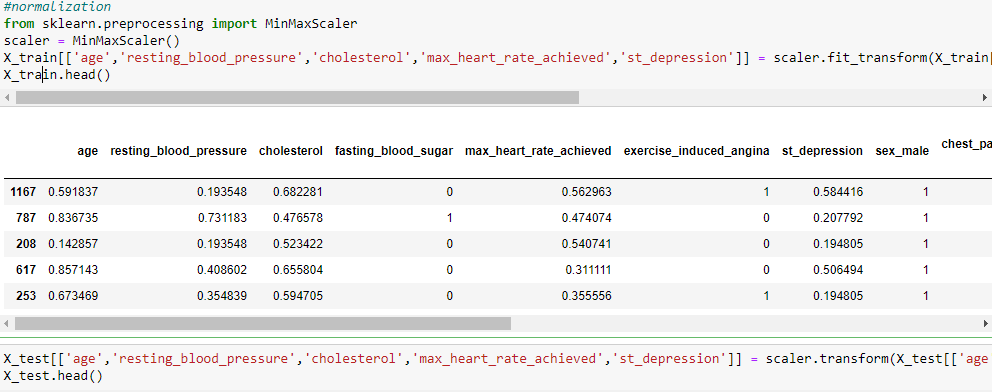 #normalization
from sklearn.preprocessing import MinMaxScaler
scaler = MinMaxScaler()
X_train[['age','resting_blood_pressure','cholesterol','max_heart_rate_achieved','st_depression']] = scaler.fit_transform(X_train[
X_train.head()
age resting_blood_pressure cholesterol fasting_blood_sugar max_heart_rate_achieved exercise_induced_angina st_depression sex_male chest_pa
1167 0.591837 0.193548 0.682281 0 0.562963 1 0.584416 1
787 0.836735 0.731183 0.476578 1 0.474074 0 0.207792 1
208 0.142857 0.193548 0.523422 0 0.540741 0 0.194805 1
617 0.857143 0.408602 0.655804 0 0.311111 0 0.506494 1
253 0.673469 0.354839 0.594705 0 0.355556 1 0.194805 1
X_test[['age','resting_blood_pressure','cholesterol','max_heart_rate_achieved','st_depression']] = scaler.transform(X_test[['age
X_test.head()